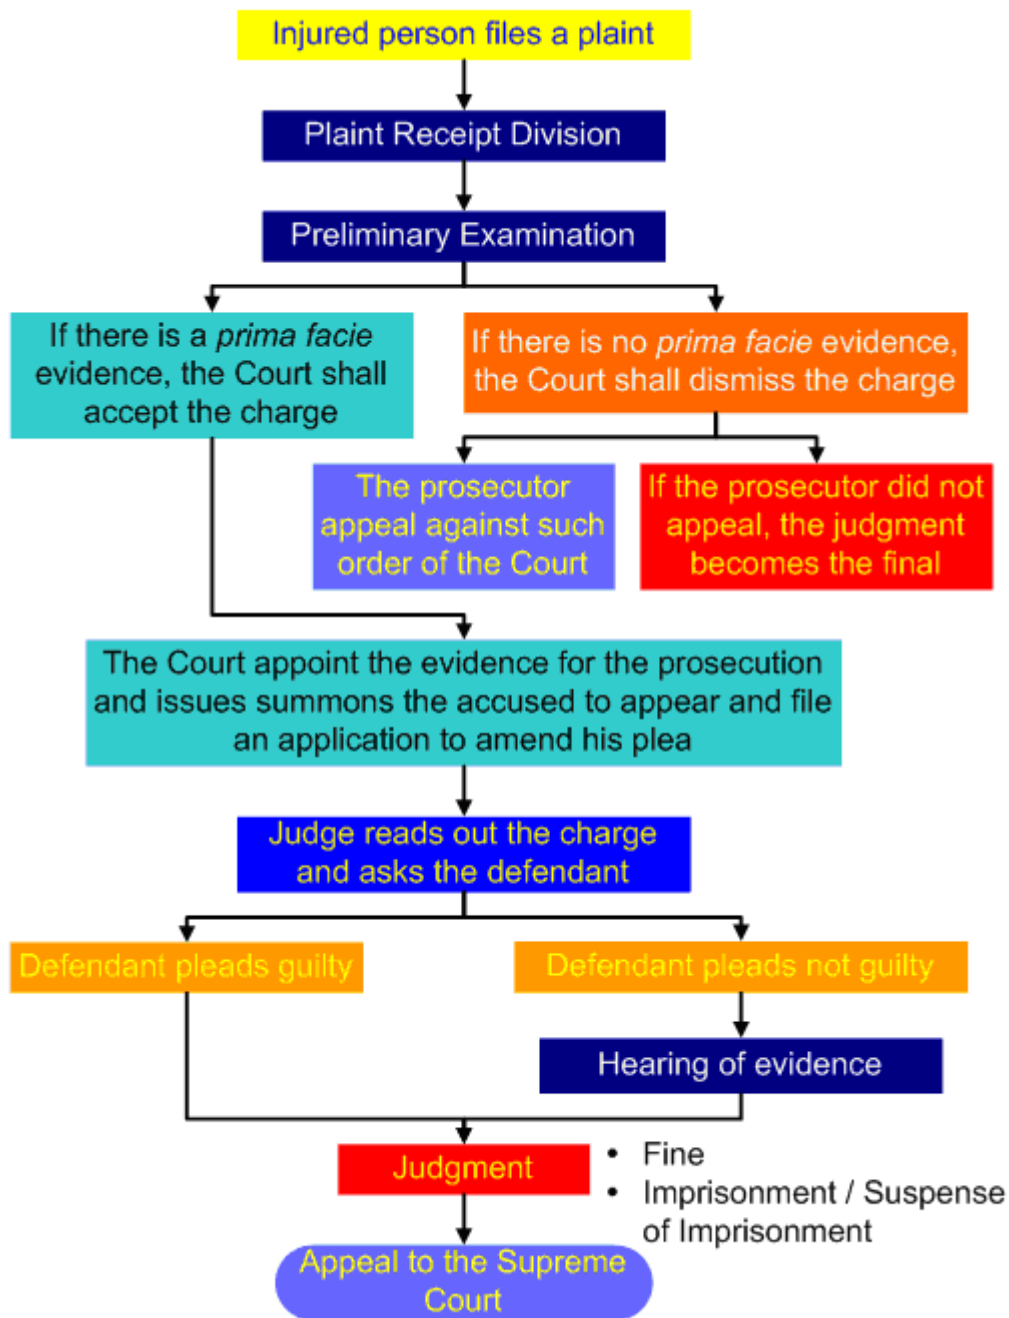 Injured person files a plaint
Plaint Receipt Division
Preliminary Examination
If there is a prima facie
evidence, the Court shall
accept the charge
If there is no prima facie evidence,
the Court shall dismiss the charge
The prosecutor
appeal against such
order of the Court
If the prosecutor did not
appeal, the judgment
becomes the final
The Court appoint the evidence for the prosecution
and issues summons the accused to appear and file
an application to amend his plea
Judge reads out the charge
and asks the defendant
Defendant pleads guilty
Defendant pleads not guilty
Hearing of evidence
Judgment
• Fine
• Imprisonment / Suspense
of Imprisonment
Appeal to the Supreme
Court